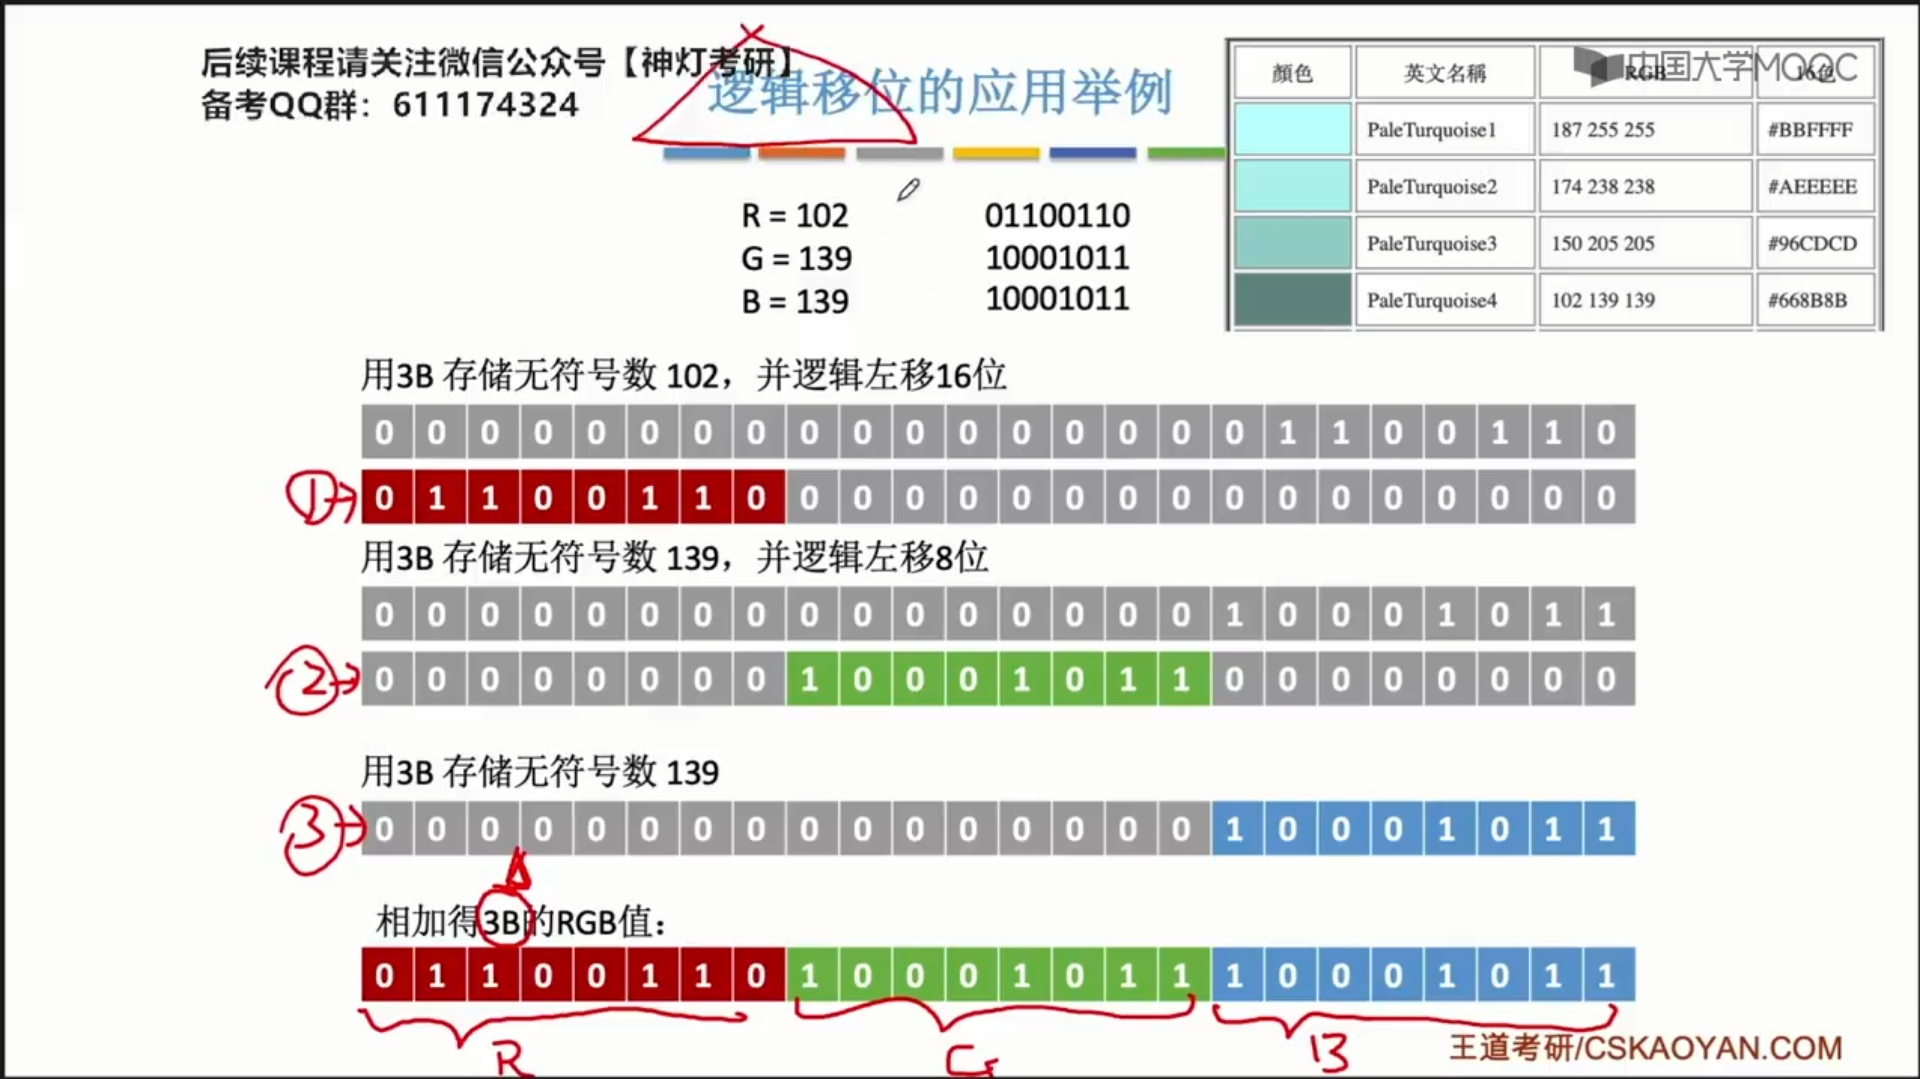 后续课程请关注微信公众号【神灯考研】
备考QQ群：611174324
逻辑移位的应用举例
中国大学MOOC
顏色 英文名稱 RGB 16色
PaleTurquoise1 187 255 255 #BBFFFF
PaleTurquoise2 174 238 238 #AEEEEE
PaleTurquoise3 150 205 205 #96CDCD
PaleTurquoise4 102 139 139 #668B8B
R = 102 01100110
G = 139 10001011
B = 139 10001011
用3B 存储无符号数 102，并逻辑左移16位
0 0 0 0 0 0 0 0 0 0 0 0 0 0 0 0 0 1 1 0 0 1 1 0
① 0 1 1 0 0 1 1 0 0 0 0 0 0 0 0 0 0 0 0 0 0 0 0 0
用3B 存储无符号数 139，并逻辑左移8位
0 0 0 0 0 0 0 0 0 0 0 0 0 0 0 0 1 0 0 0 1 0 1 1
② 0 0 0 0 0 0 0 0 1 0 0 0 1 0 1 1 0 0 0 0 0 0 0 0
用3B 存储无符号数 139
③ 0 0 0 0 0 0 0 0 0 0 0 0 0 0 0 0 1 0 0 0 1 0 1 1
相加得3B的RGB值：
0 1 1 0 0 1 1 0 1 0 0 0 1 0 1 1 1 0 0 0 1 0 1 1
R G B
王道考研/CSKAOYAN.COM